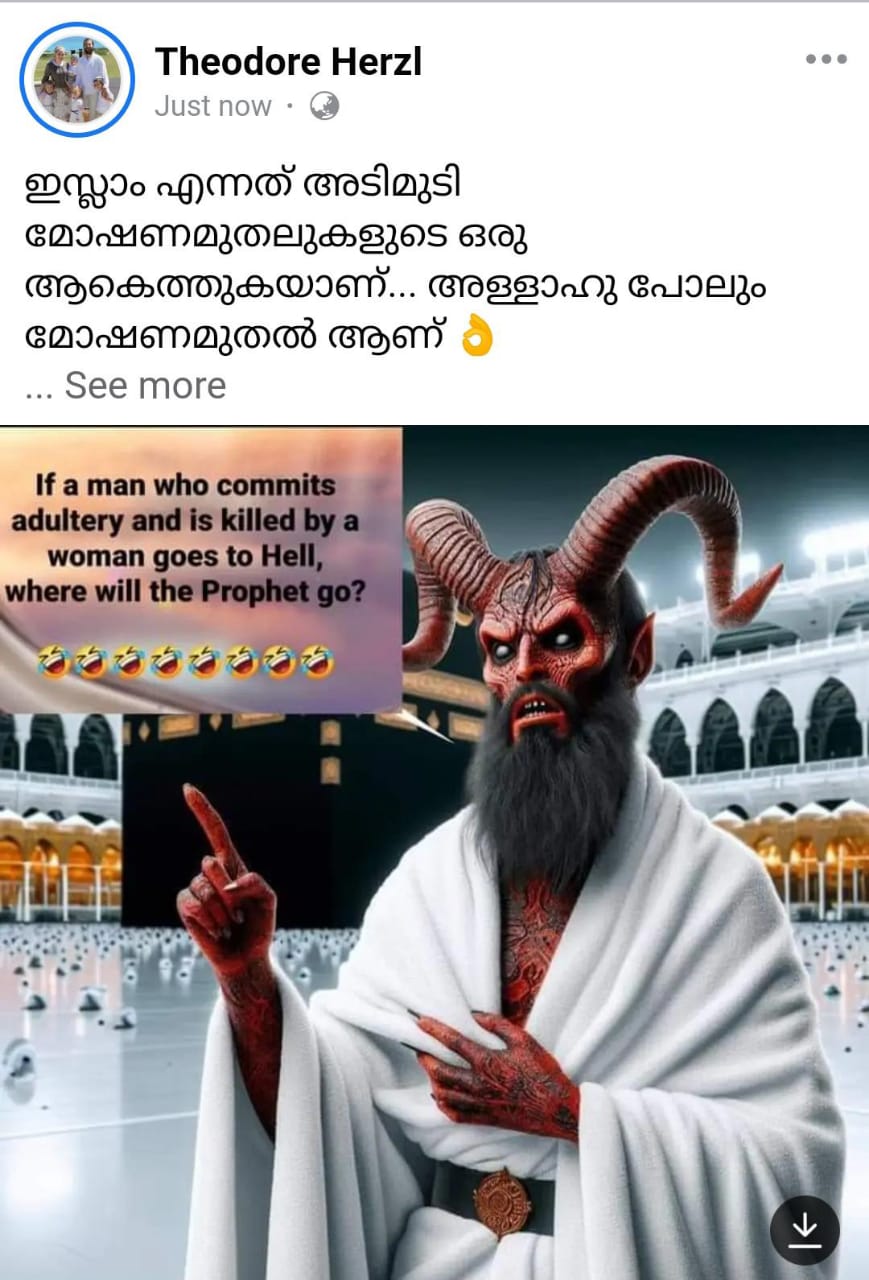 Theodore Herzl
Just now ·
ഇസ്ലാം എന്നത് അടിമുടി
മോഷണമുതലുകളുടെ ഒരു
ആകെത്തുകയാണ്... അള്ളാഹു പോലും
മോഷണമുതൽ ആണ് 👌
... See more
If a man who commits
adultery and is killed by a
woman goes to Hell,
where will the Prophet go?
🤣🤣🤣🤣🤣🤣🤣🤣